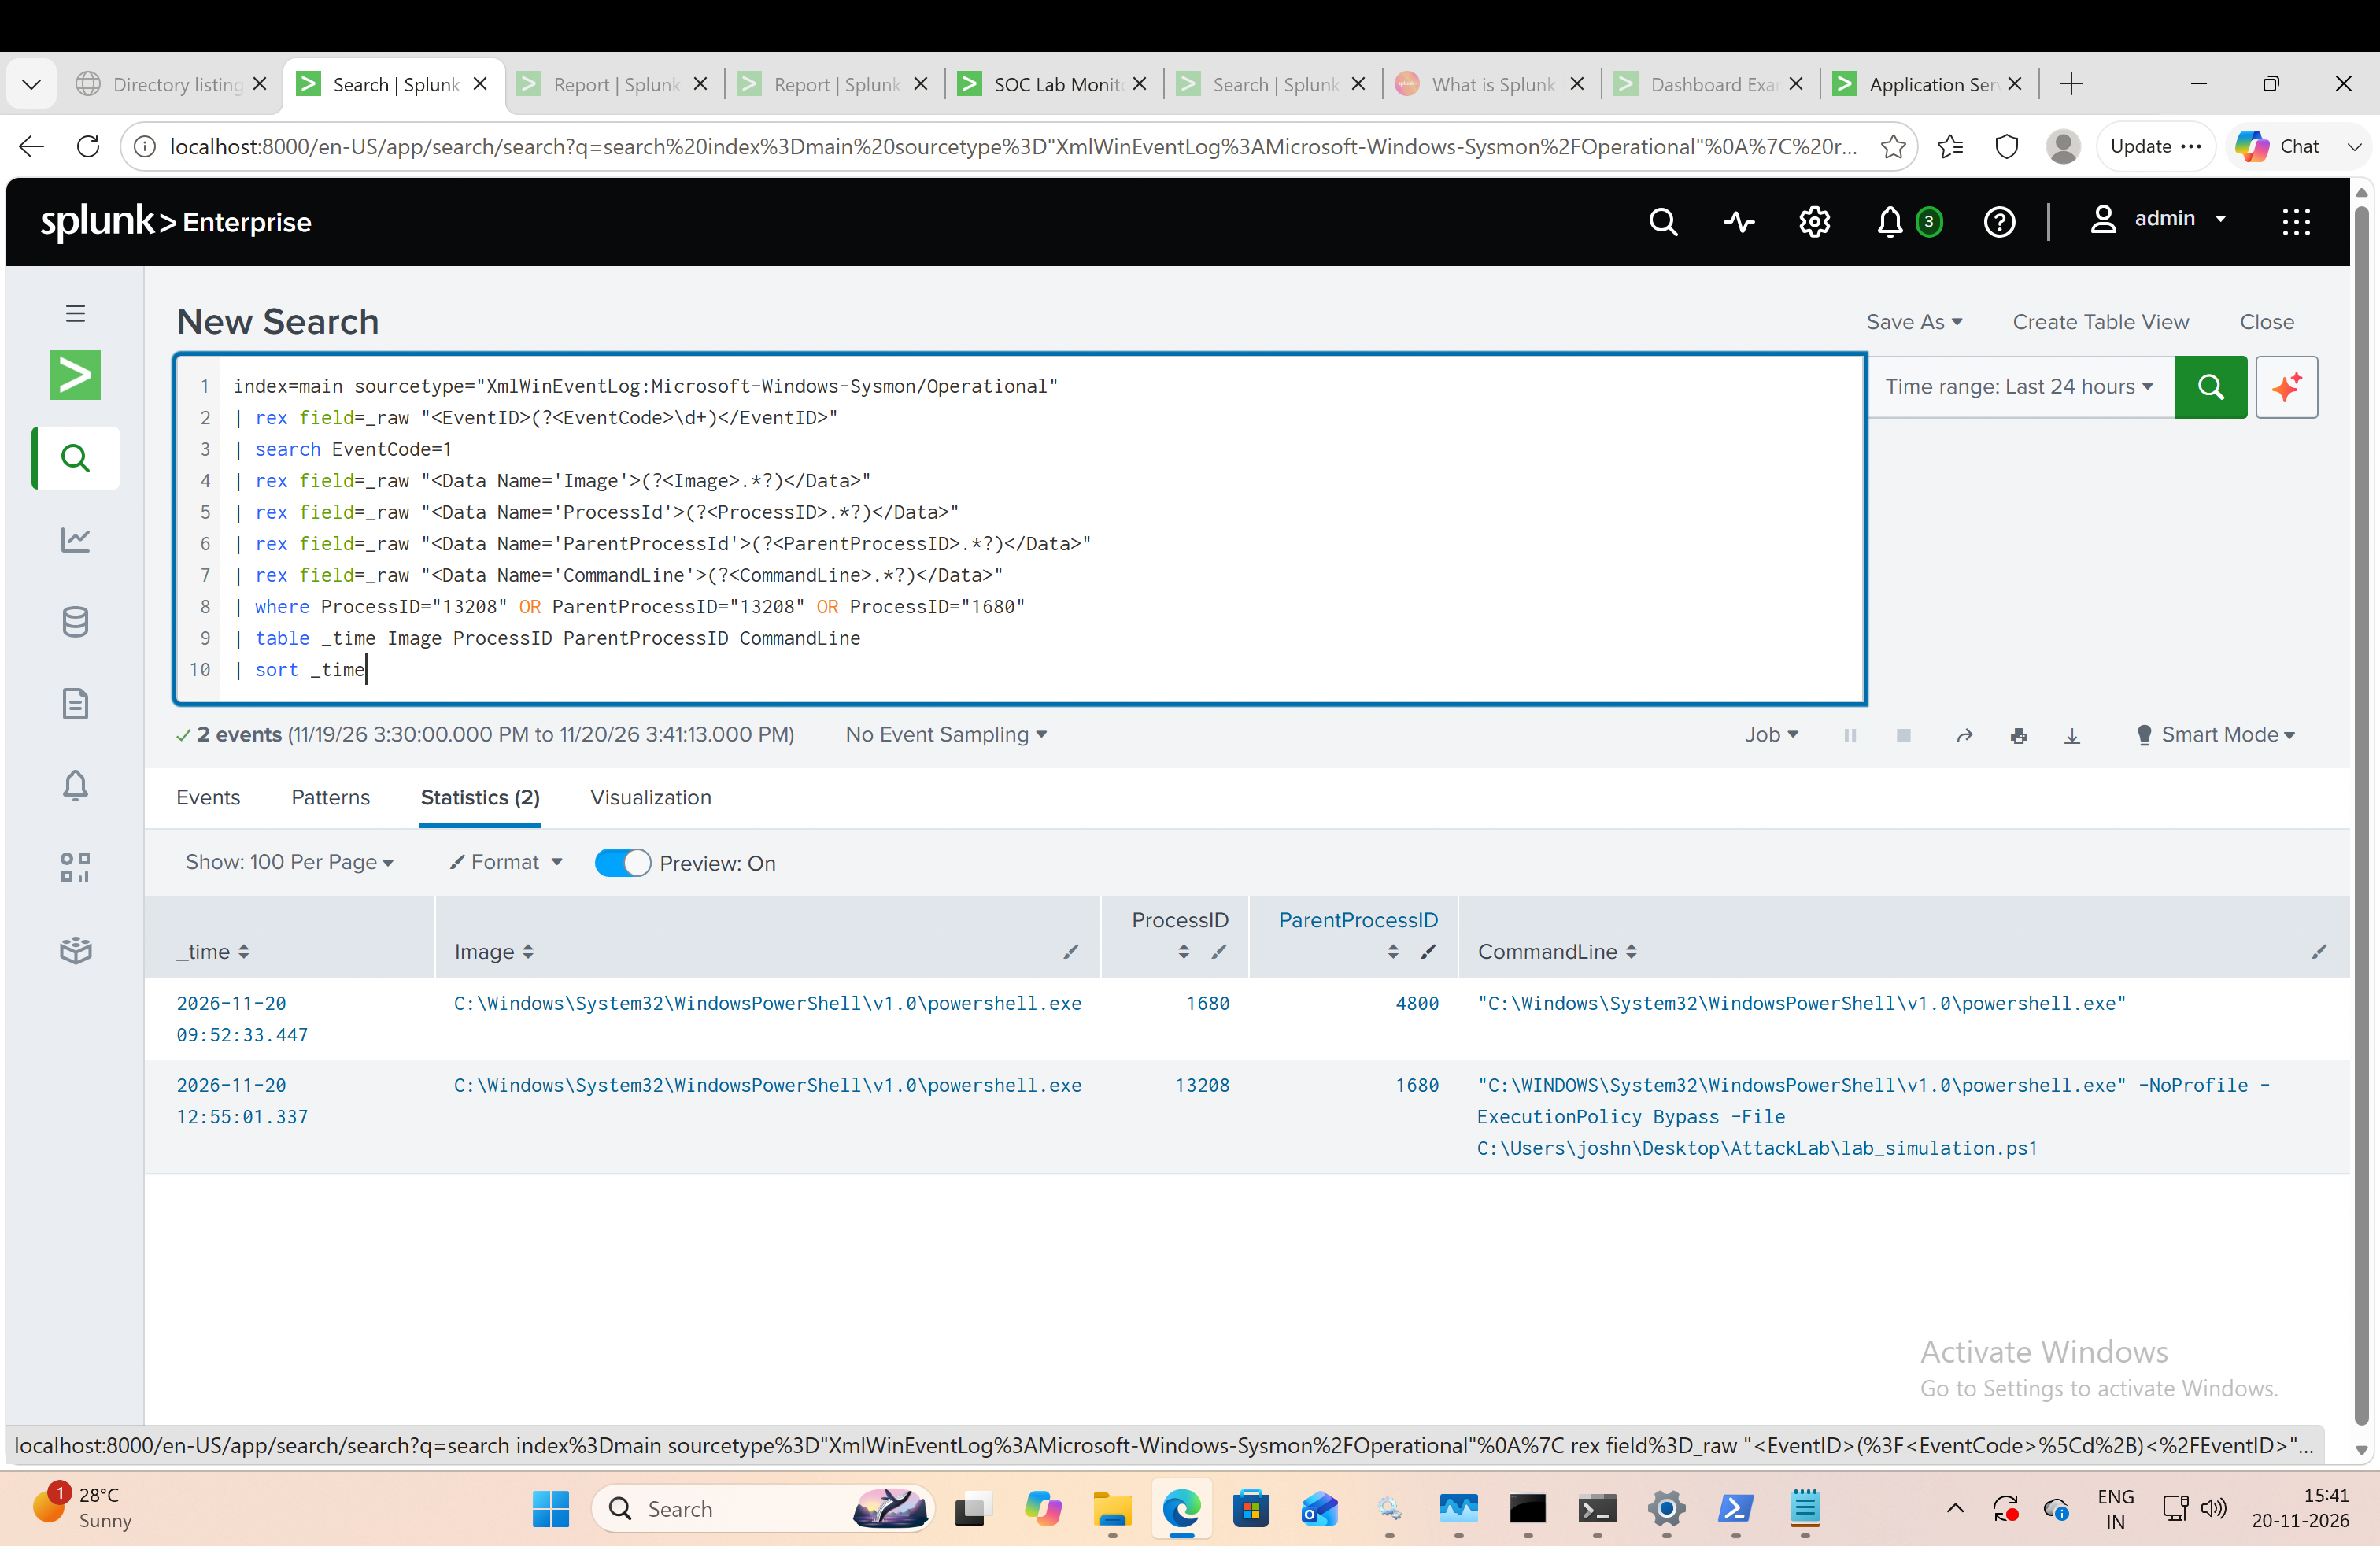 Directory listing
Search | Splunk
Report | Splunk
Report | Splunk
SOC Lab Monit
Search | Splunk
What is Splunk
Dashboard Exa
Application Ser
localhost:8000/en-US/app/search/search?q=search%20index%3Dmain%20sourcetype%3D"XmlWinEventLog%3AMicrosoft-Windows-Sysmon%2FOperational"%0A%7C%20r...
Update
Chat
splunk>Enterprise
3
admin
New Search
Save As
Create Table View
Close
1 index=main sourcetype="XmlWinEventLog:Microsoft-Windows-Sysmon/Operational"
2 | rex field=_raw "<EventID>(?<EventCode>\d+)</EventID>"
3 | search EventCode=1
4 | rex field=_raw "<Data Name='Image'>(?<Image>.*?)</Data>"
5 | rex field=_raw "<Data Name='ProcessId'>(?<ProcessID>.*?)</Data>"
6 | rex field=_raw "<Data Name='ParentProcessId'>(?<ParentProcessID>.*?)</Data>"
7 | rex field=_raw "<Data Name='CommandLine'>(?<CommandLine>.*?)</Data>"
8 | where ProcessID="13208" OR ParentProcessID="13208" OR ProcessID="1680"
9 | table _time Image ProcessID ParentProcessID CommandLine
10 | sort _time
Time range: Last 24 hours
2 events (11/19/26 3:30:00.000 PM to 11/20/26 3:41:13.000 PM)
No Event Sampling
Job
Smart Mode
Events
Patterns
Statistics (2)
Visualization
Show: 100 Per Page
Format
Preview: On
_time
Image
ProcessID
ParentProcessID
CommandLine
2026-11-20
09:52:33.447
C:\Windows\System32\WindowsPowerShell\v1.0\powershell.exe
1680
4800
"C:\Windows\System32\WindowsPowerShell\v1.0\powershell.exe"
2026-11-20
12:55:01.337
C:\Windows\System32\WindowsPowerShell\v1.0\powershell.exe
13208
1680
"C:\WINDOWS\System32\WindowsPowerShell\v1.0\powershell.exe" -NoProfile -
ExecutionPolicy Bypass -File
C:\Users\joshn\Desktop\AttackLab\lab_simulation.ps1
Activate Windows
Go to Settings to activate Windows.
localhost:8000/en-US/app/search/search?q=search index%3Dmain sourcetype%3D"XmlWinEventLog%3AMicrosoft-Windows-Sysmon%2FOperational"%0A%7C rex field%3D_raw "<EventID>(%3F<EventCode>%5Cd%2B)<%2FEventID>"...
1
28°C
Sunny
Search
ENG
IN
15:41
20-11-2026